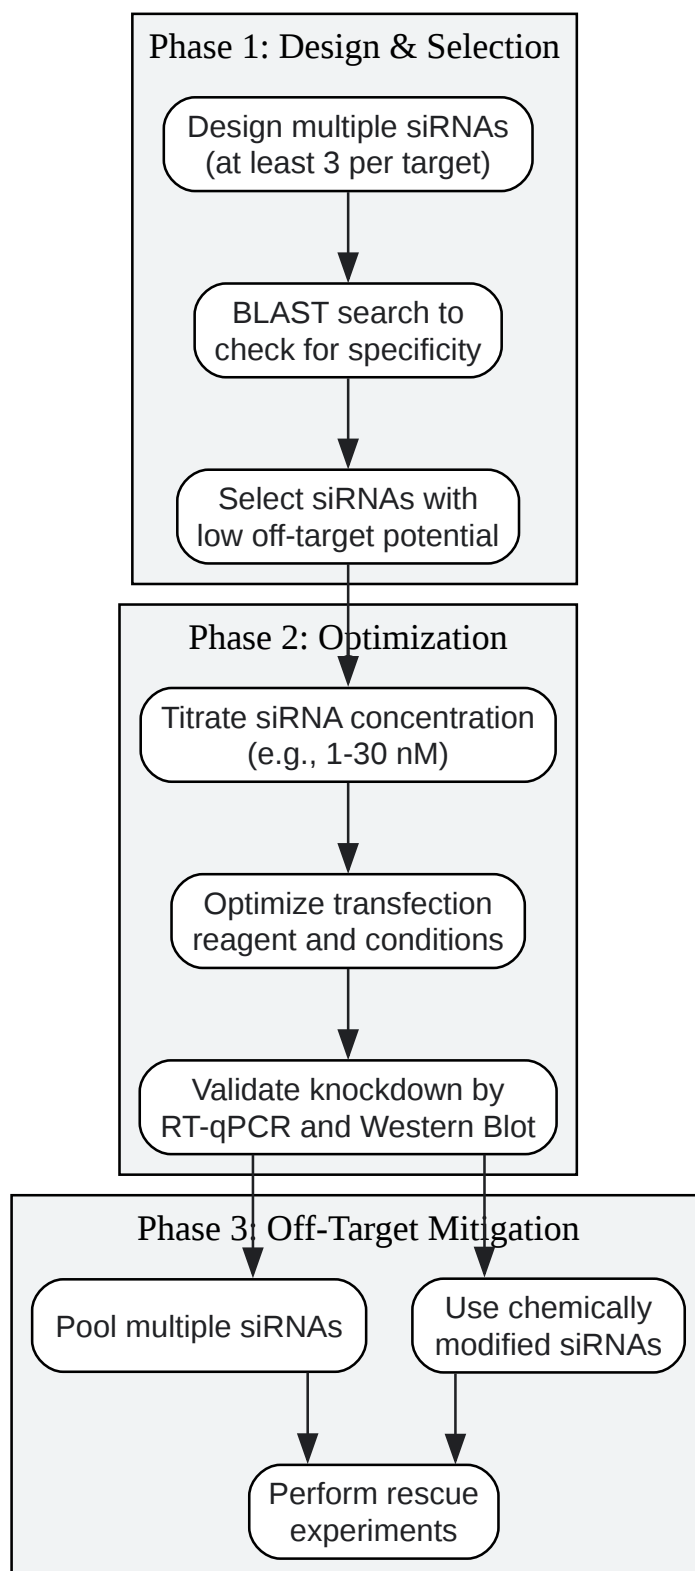 Phase 1: Design & Selection
Design multiple siRNAs
(at least 3 per target)
BLAST search to
check for specificity
Select siRNAs with
low off-target potential
Phase 2: Optimization
Titrate siRNA concentration
(e.g., 1-30 nM)
Optimize transfection
reagent and conditions
Validate knockdown by
RT-qPCR and Western Blot
Phase 3: Off-Target Mitigation
Pool multiple siRNAs
Use chemically
modified siRNAs
Perform rescue
experiments